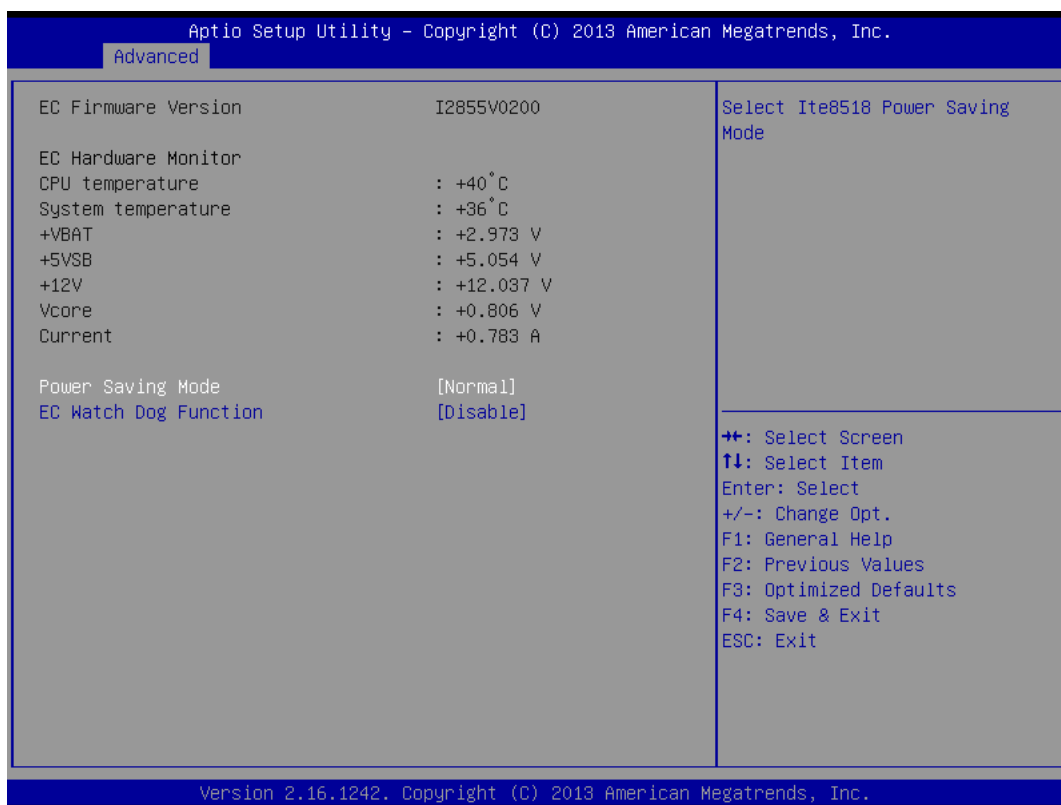 Aptio Setup Utility – Copyright (C) 2013 American Megatrends, Inc.
Advanced
EC Firmware Version I2855V0200
EC Hardware Monitor
CPU temperature : +40°C
System temperature : +36°C
+VBAT : +2.973 V
+5VSB : +5.054 V
+12V : +12.037 V
Vcore : +0.806 V
Current : +0.783 A
Power Saving Mode [Normal]
EC Watch Dog Function [Disable]
Select Ite8518 Power Saving
Mode
→←: Select Screen
↑↓: Select Item
Enter: Select
+/-: Change Opt.
F1: General Help
F2: Previous Values
F3: Optimized Defaults
F4: Save & Exit
ESC: Exit
Version 2.16.1242. Copyright (C) 2013 American Megatrends, Inc.